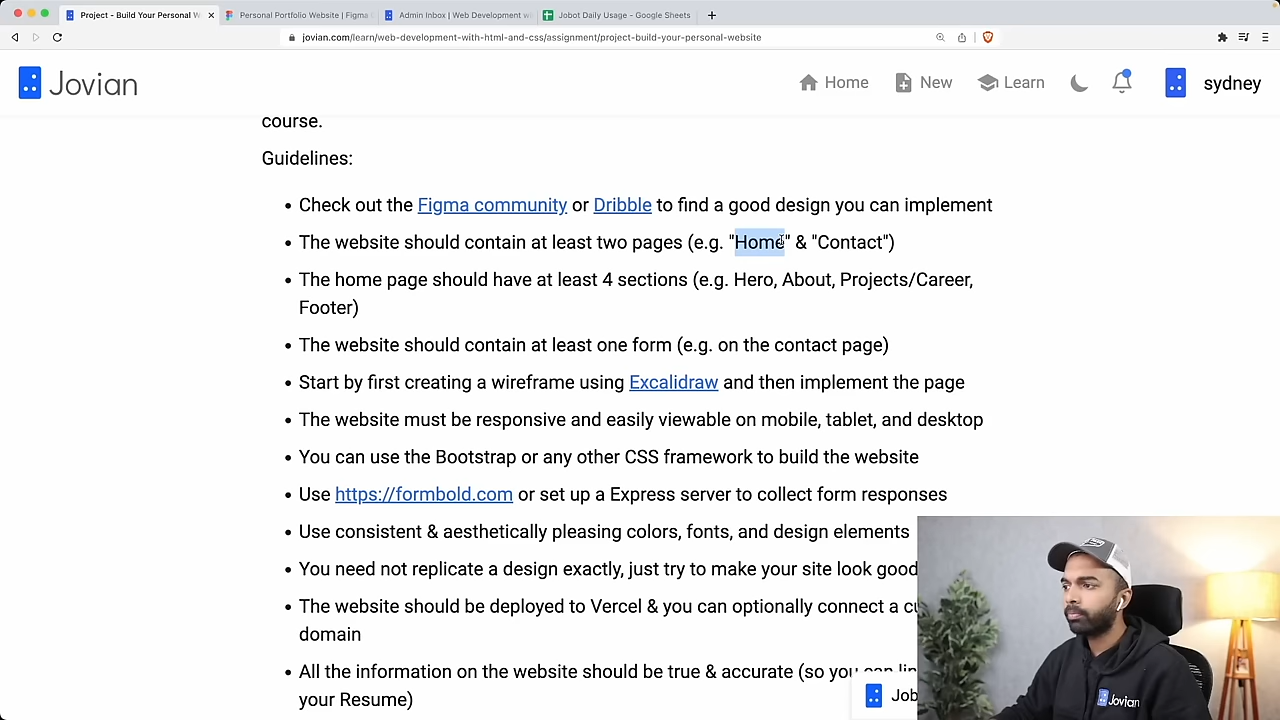 Project - Build Your Personal W
Personal Portfolio Website | Figma
Admin Inbox | Web Development wi
Jobot Daily Usage - Google Sheets
jovian.com/learn/web-development-with-html-and-css/assignment/project-build-your-personal-website
Jovian
Home
New
Learn
sydney
course.
Guidelines:
• Check out the Figma community or Dribble to find a good design you can implement
• The website should contain at least two pages (e.g. "Home" & "Contact")
• The home page should have at least 4 sections (e.g. Hero, About, Projects/Career,
Footer)
• The website should contain at least one form (e.g. on the contact page)
• Start by first creating a wireframe using Excalidraw and then implement the page
• The website must be responsive and easily viewable on mobile, tablet, and desktop
• You can use the Bootstrap or any other CSS framework to build the website
• Use https://formbold.com or set up a Express server to collect form responses
• Use consistent & aesthetically pleasing colors, fonts, and design elements
• You need not replicate a design exactly, just try to make your site look good
• The website should be deployed to Vercel & you can optionally connect a cu
domain
• All the information on the website should be true & accurate (so you can lin
your Resume)
Job
Jovian